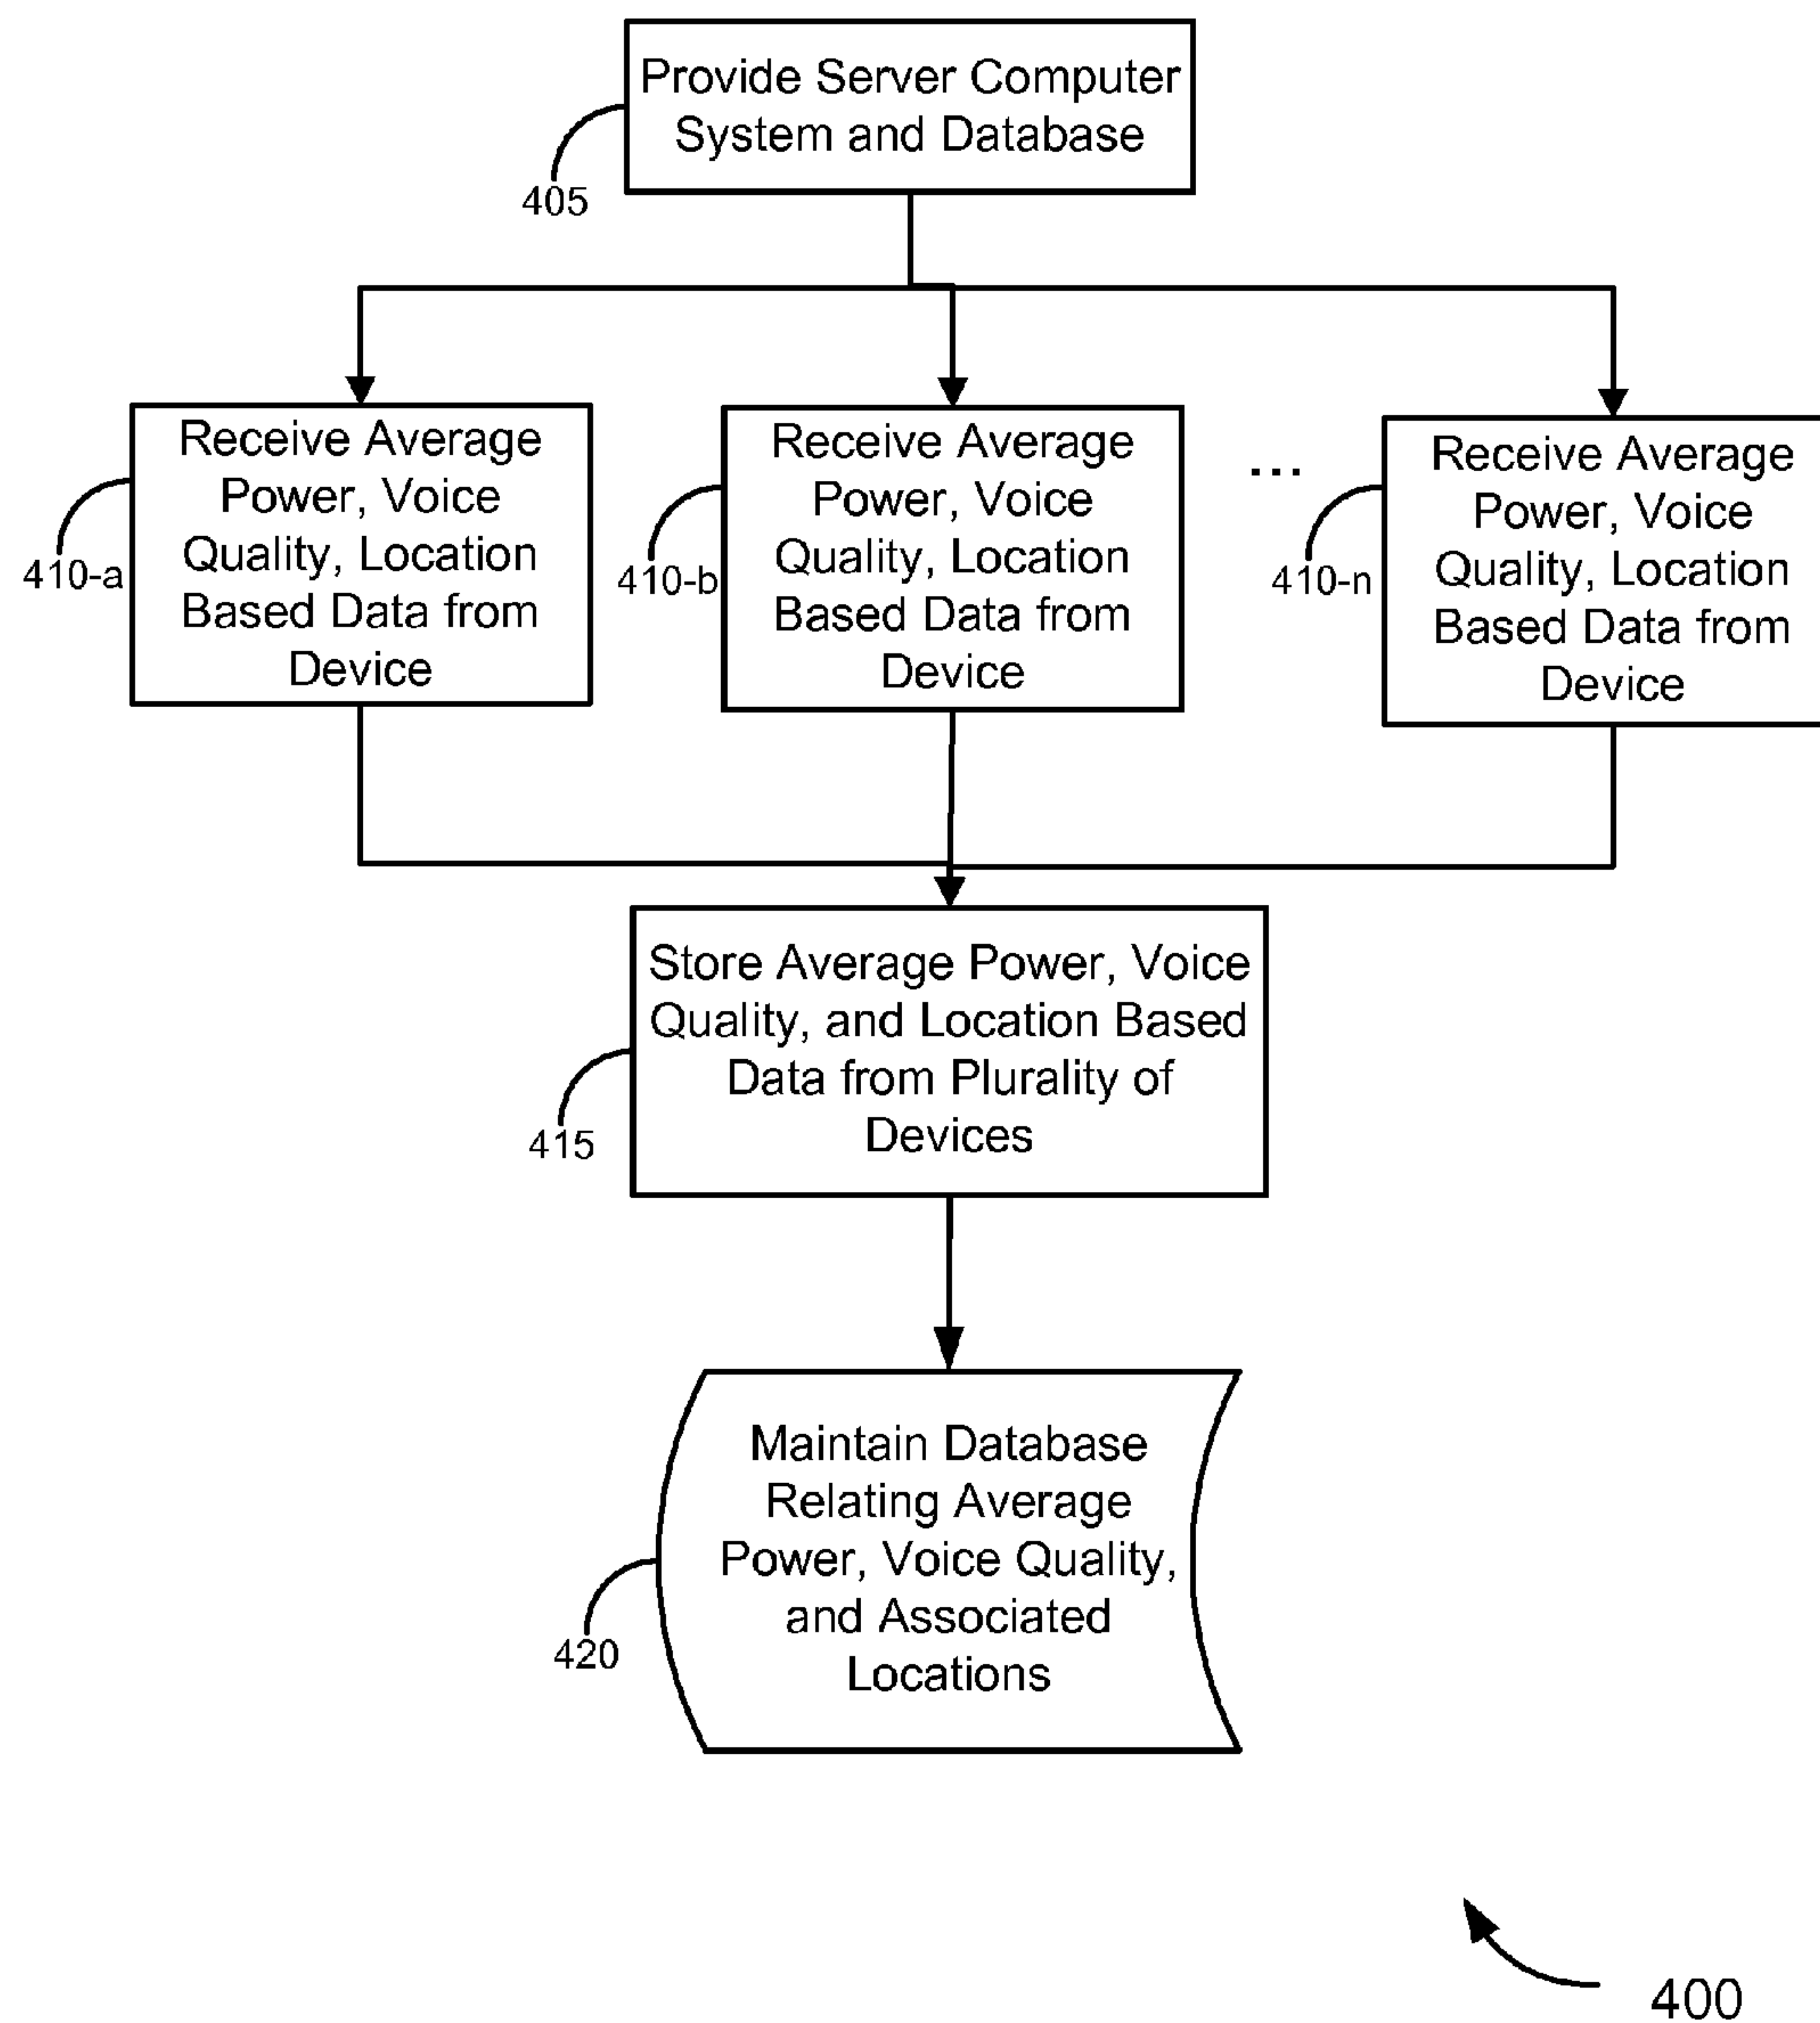 Provide Server Computer
System and Database
405
Receive Average
Power, Voice
Quality, Location
Based Data from
Device
410-a
Receive Average
Power, Voice
Quality, Location
Based Data from
Device
410-b
...
Receive Average
Power, Voice
Quality, Location
Based Data from
Device
410-n
Store Average Power, Voice
Quality, and Location Based
Data from Plurality of
Devices
415
Maintain Database
Relating Average
Power, Voice Quality,
and Associated
Locations
420
400